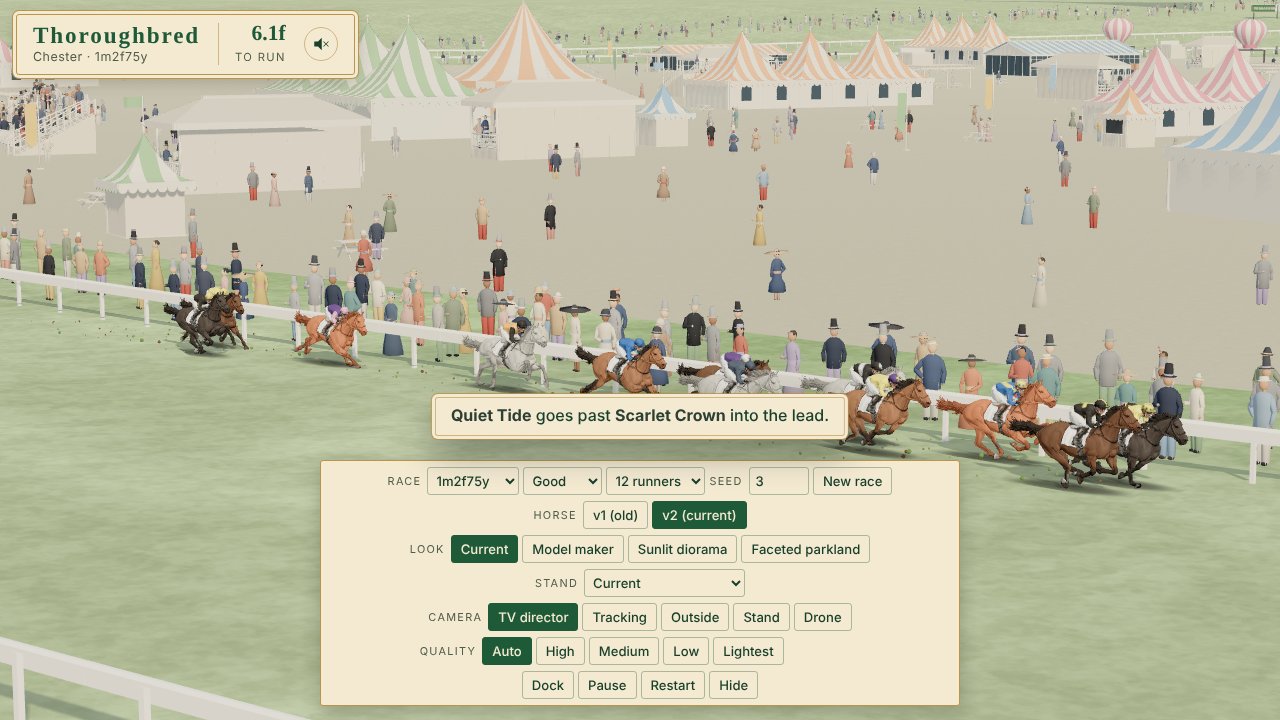 Thoroughbred
Chester · 1m2f75y
6.1f
TO RUN
Quiet Tide goes past Scarlet Crown into the lead.
RACE 1m2f75y Good 12 runners SEED 3 New race
HORSE v1 (old) v2 (current)
LOOK Current Model maker Sunlit diorama Faceted parkland
STAND Current
CAMERA TV director Tracking Outside Stand Drone
QUALITY Auto High Medium Low Lightest
Dock Pause Restart Hide